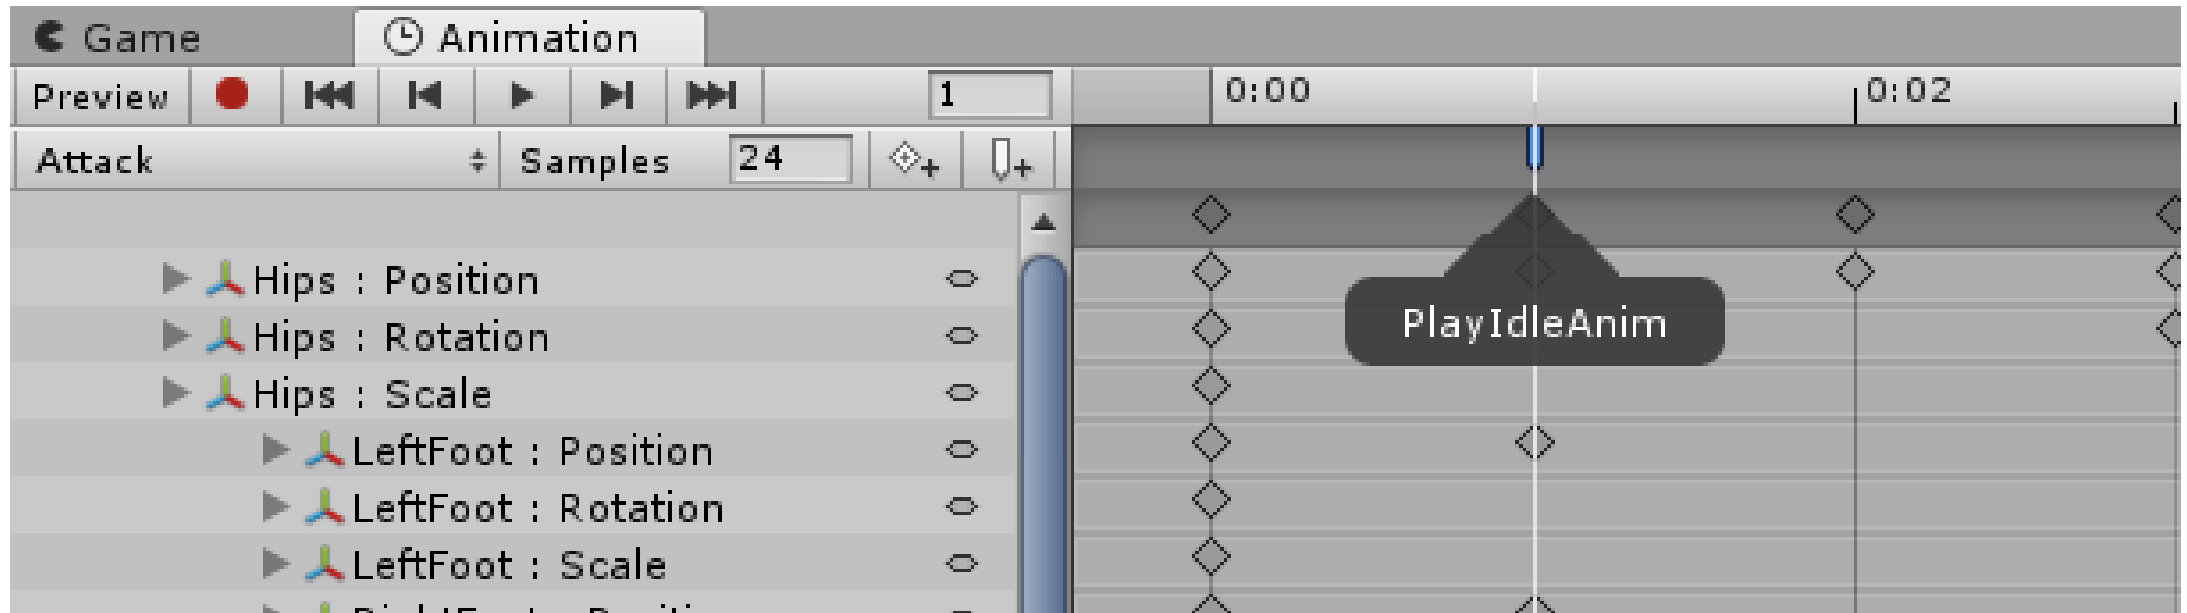 Game
Animation
Preview
1
0:00
0:02
Attack
Samples
24
Hips : Position
PlayIdleAnim
Hips : Rotation
Hips : Scale
LeftFoot : Position
LeftFoot : Rotation
LeftFoot : Scale